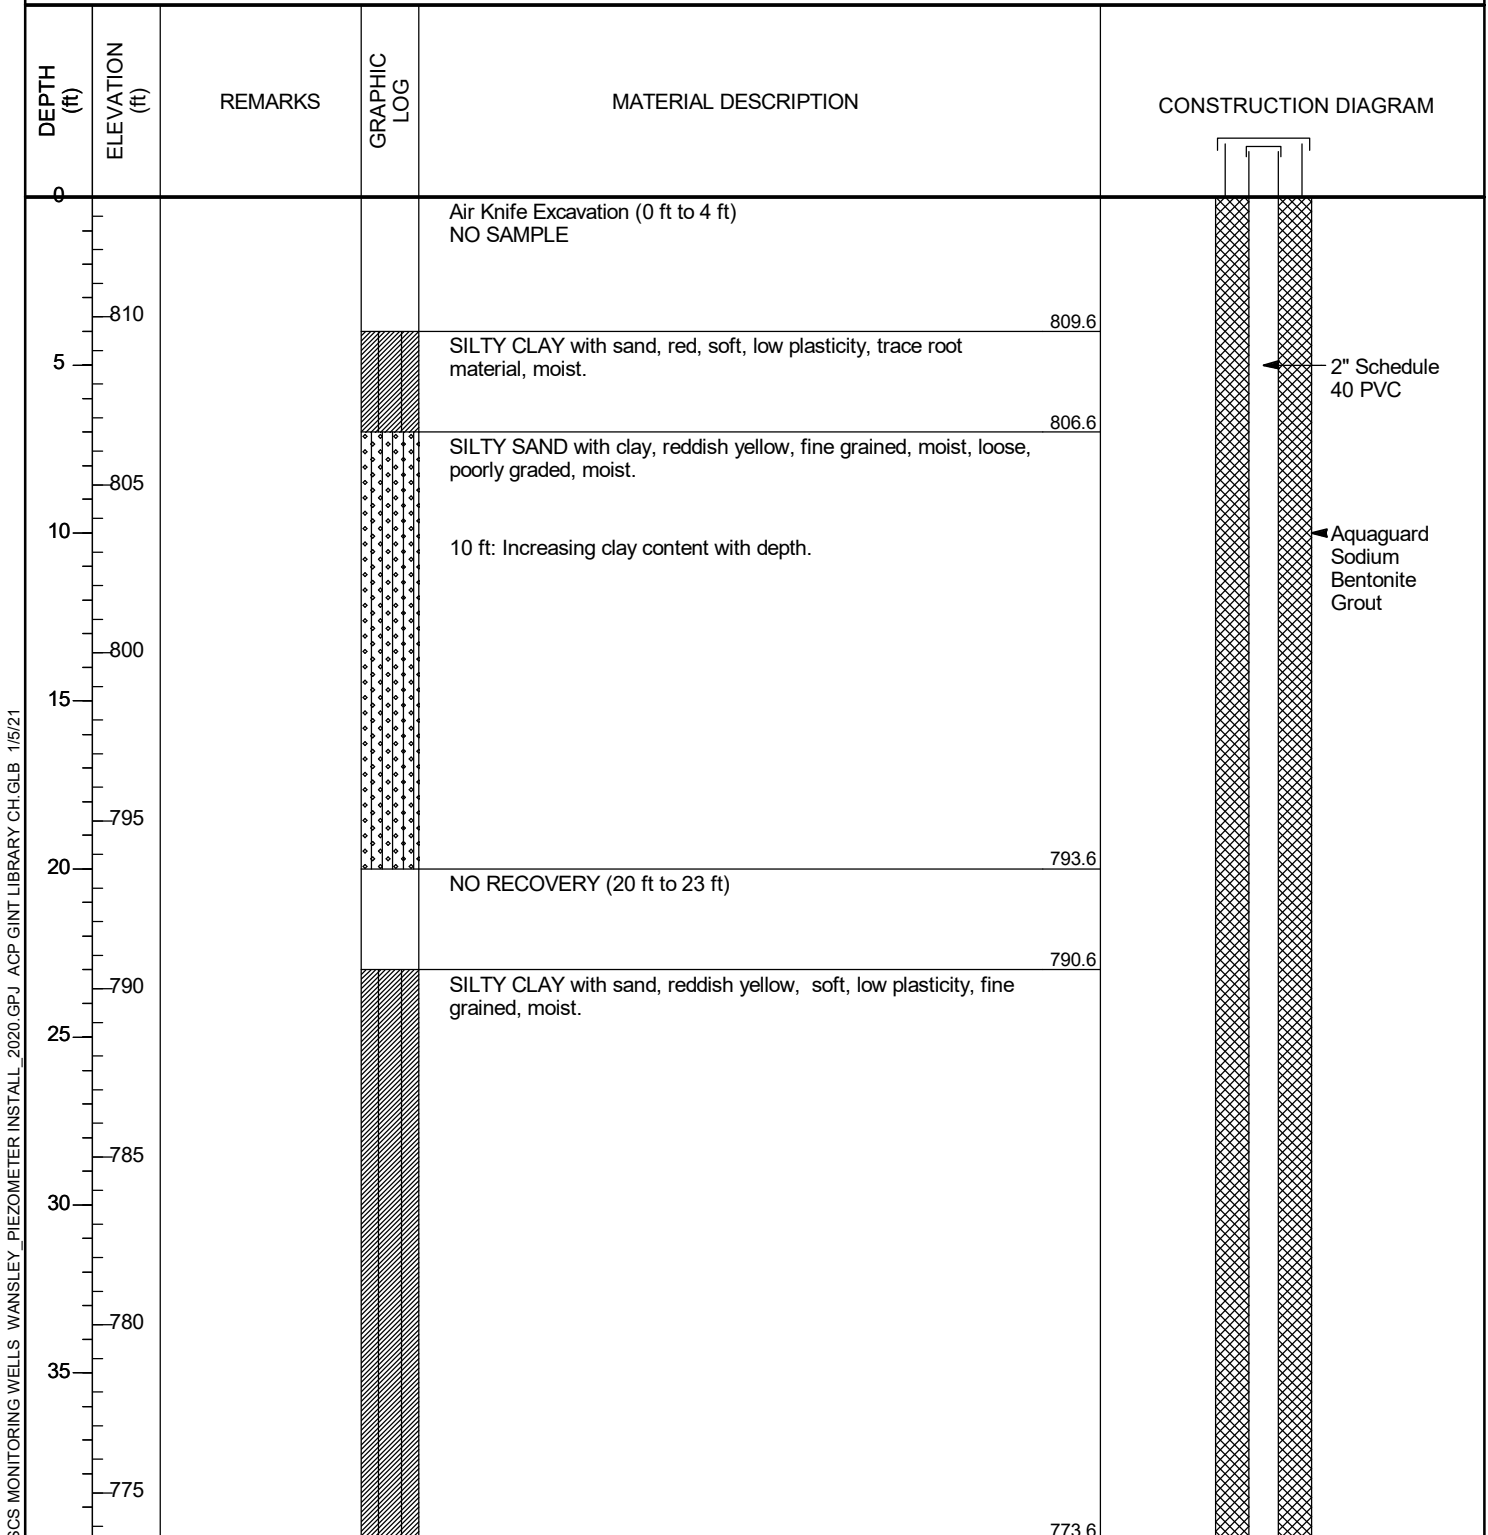 DEPTH
(ft)
ELEVATION
(ft)
REMARKS
GRAPHIC
LOG
MATERIAL DESCRIPTION
CONSTRUCTION DIAGRAM
0
Air Knife Excavation (0 ft to 4 ft)
NO SAMPLE
810
809.6
SILTY CLAY with sand, red, soft, low plasticity, trace root
material, moist.
5
2" Schedule
40 PVC
806.6
SILTY SAND with clay, reddish yellow, fine grained, moist, loose,
poorly graded, moist.
805
10
10 ft: Increasing clay content with depth.
Aquaguard
Sodium
Bentonite
Grout
800
15
795
793.6
20
NO RECOVERY (20 ft to 23 ft)
790.6
SILTY CLAY with sand, reddish yellow,  soft, low plasticity, fine
grained, moist.
790
25
785
30
780
35
775
773.6
SCS MONITORING WELLS  WANSLEY_PIEZOMETER INSTALL_2020.GPJ  ACP GINT LIBRARY CH.GLB  1/5/21